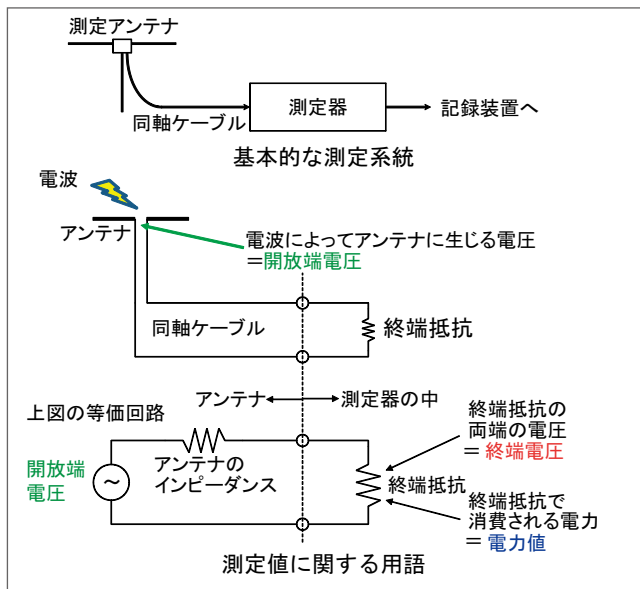 測定アンテナ
同軸ケーブル
測定器
記録装置へ
基本的な測定系統
電波
アンテナ
電波によってアンテナに生じる電圧
＝開放端電圧
同軸ケーブル
終端抵抗
アンテナ
測定器の中
上図の等価回路
開放端
電圧
~
アンテナの
インピーダンス
終端抵抗
終端抵抗の
両端の電圧
＝ 終端電圧
終端抵抗で
消費される電力
＝ 電力値
測定値に関する用語